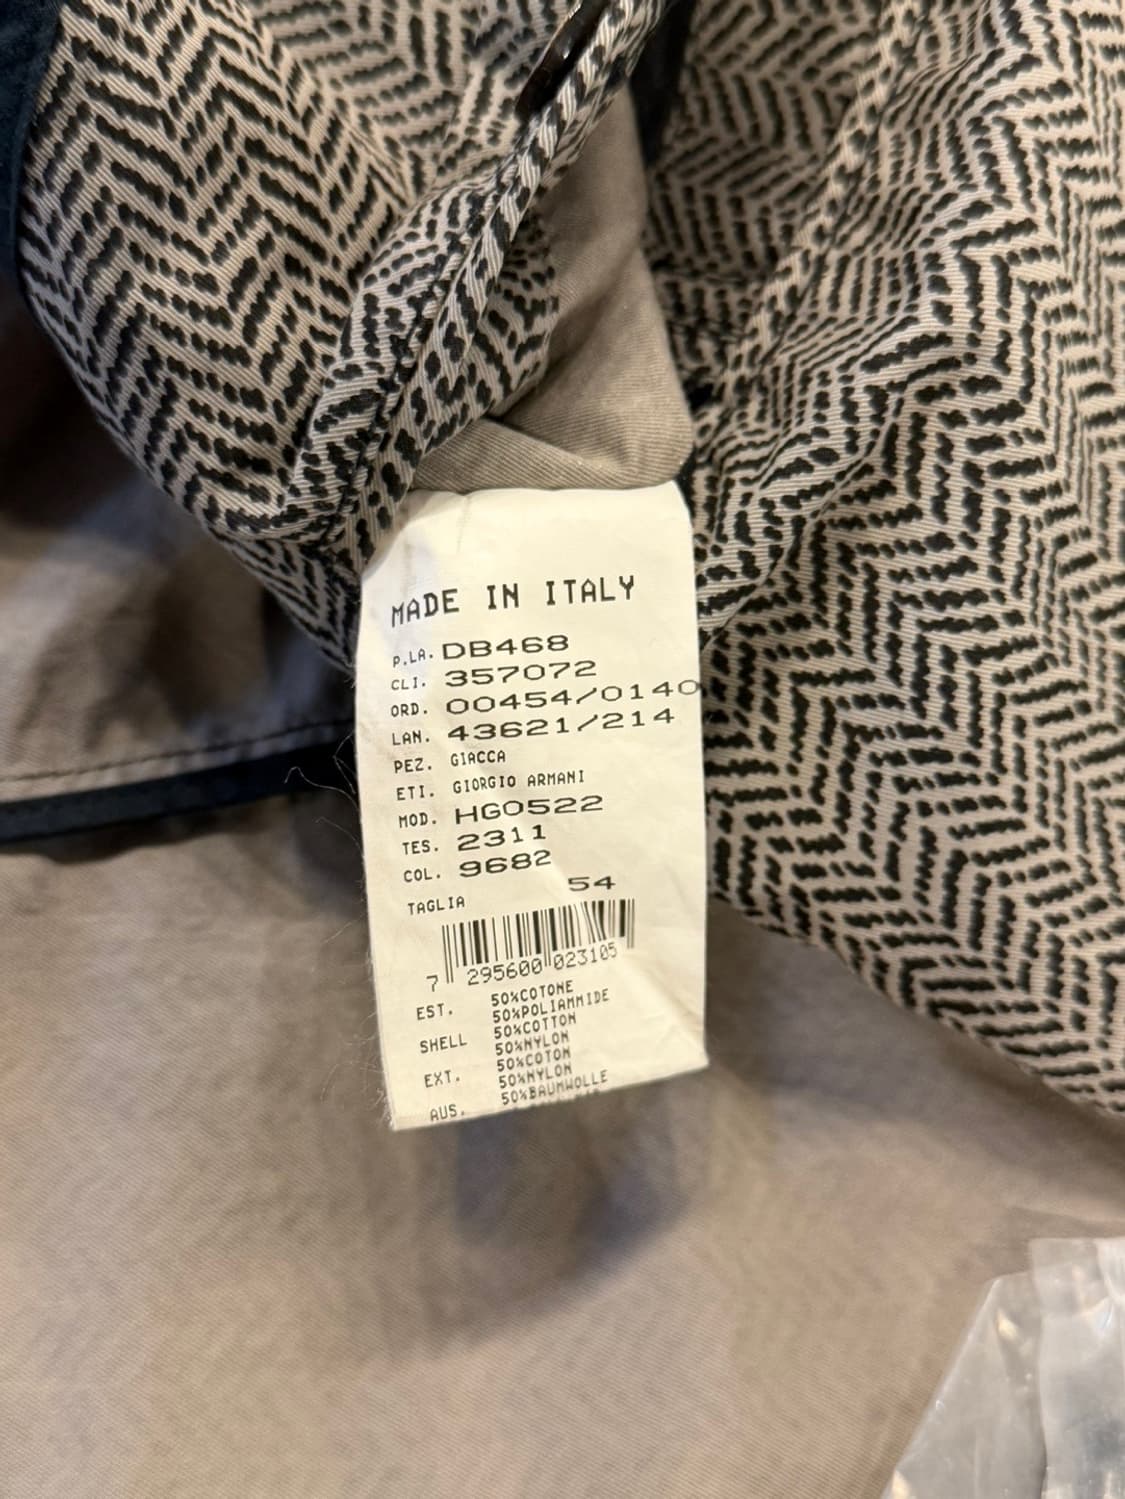 MADE IN ITALY
P.LA. DB468
CLI. 357072
ORD. 00454/0140
LAN. 43621/214
PEZ. GIACCA
ETI. GIORGIO ARMANI
MOD. HG0522
TES. 2311
COL. 9682
TAGLIA 54
7 295600 023105
EST. 50%COTONE
50%POLIAMMIDE
SHELL 50%COTTON
50%NYLON
EXT. 50%COTON
50%NYLON
AUS. 50%BAUMWOLLE